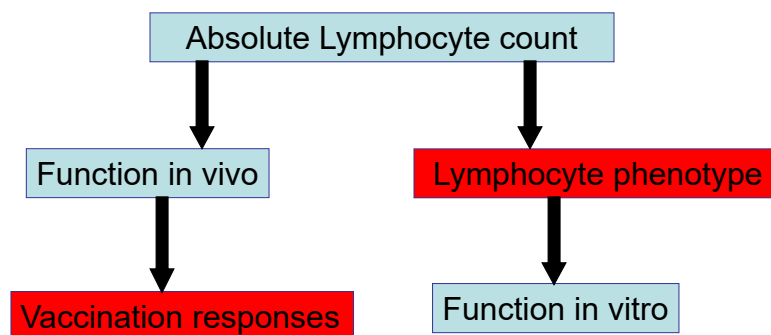 Absolute Lymphocyte count
Function in vivo
Lymphocyte phenotype
Vaccination responses
Function in vitro